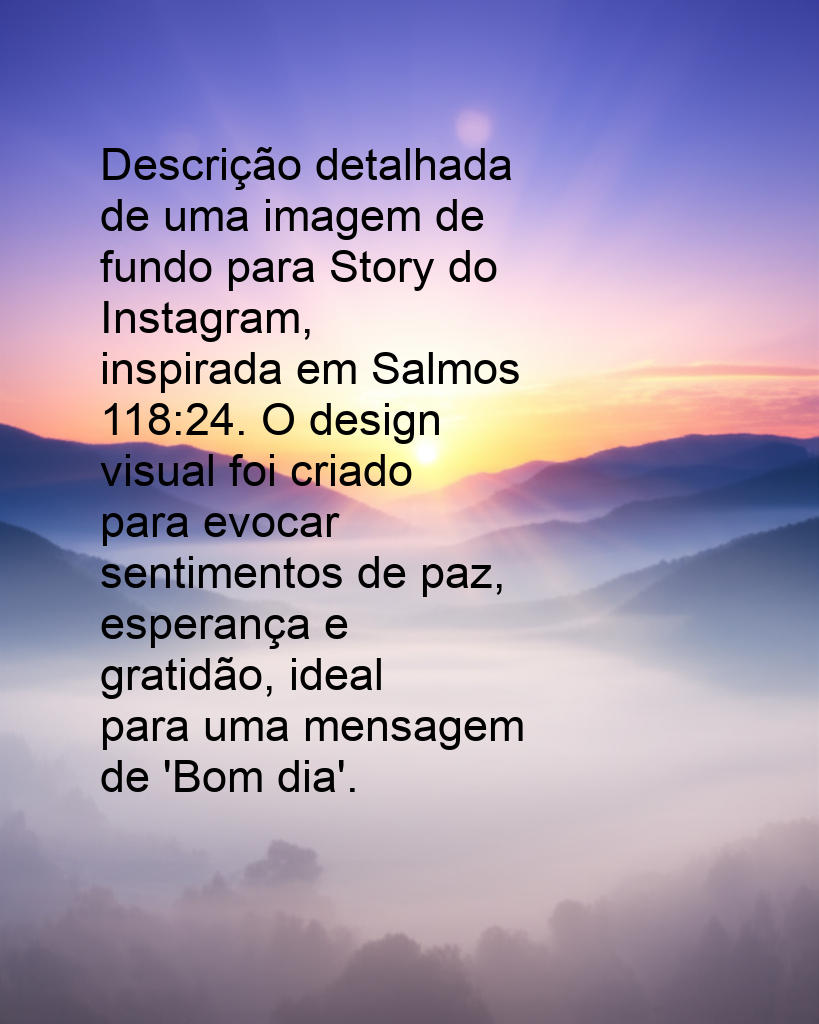 Descrição detalhada
de uma imagem de
fundo para Story do
Instagram,
inspirada em Salmos
118:24. O design
visual foi criado
para evocar
sentimentos de paz,
esperança e
gratidão, ideal
para uma mensagem
de 'Bom dia'.